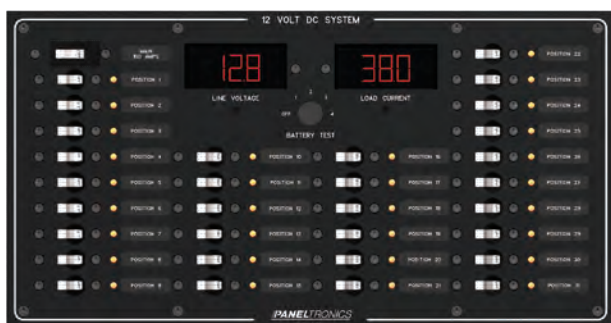 12 VOLT DC SYSTEM
MAIN
POSITION 1
POSITION 2
POSITION 3
POSITION 4
POSITION 5
POSITION 6
POSITION 7
POSITION 8
POSITION 9
12.8
LINE VOLTAGE
38.0
LOAD CURRENT
OFF
1
2
3
4
BATTERY TEST
POSITION 10
POSITION 11
POSITION 12
POSITION 13
POSITION 14
POSITION 15
POSITION 16
POSITION 17
POSITION 18
POSITION 19
POSITION 20
POSITION 21
POSITION 22
POSITION 23
POSITION 24
POSITION 25
POSITION 26
POSITION 27
POSITION 28
POSITION 29
POSITION 30
POSITION 31
PANELTRONICS